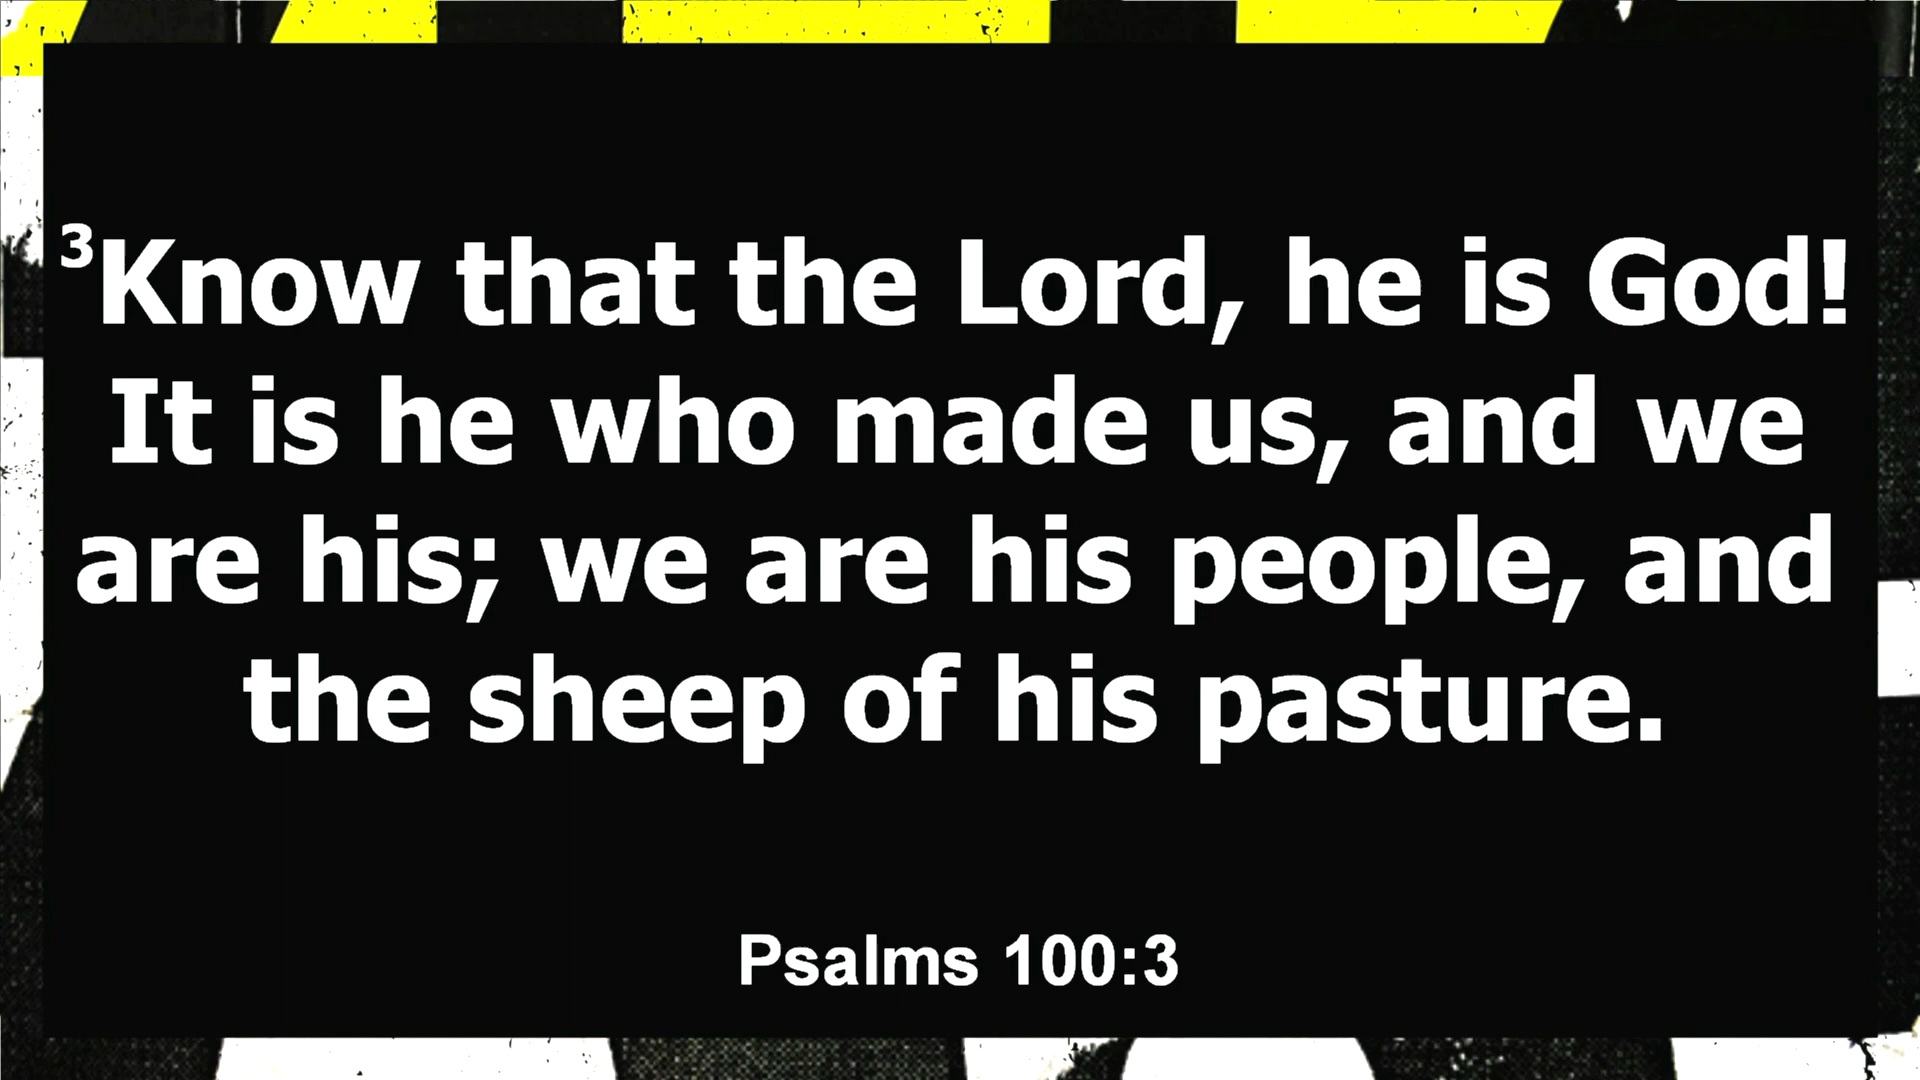 ³Know that the Lord, he is God!
It is he who made us, and we
are his; we are his people, and
the sheep of his pasture.
Psalms 100:3